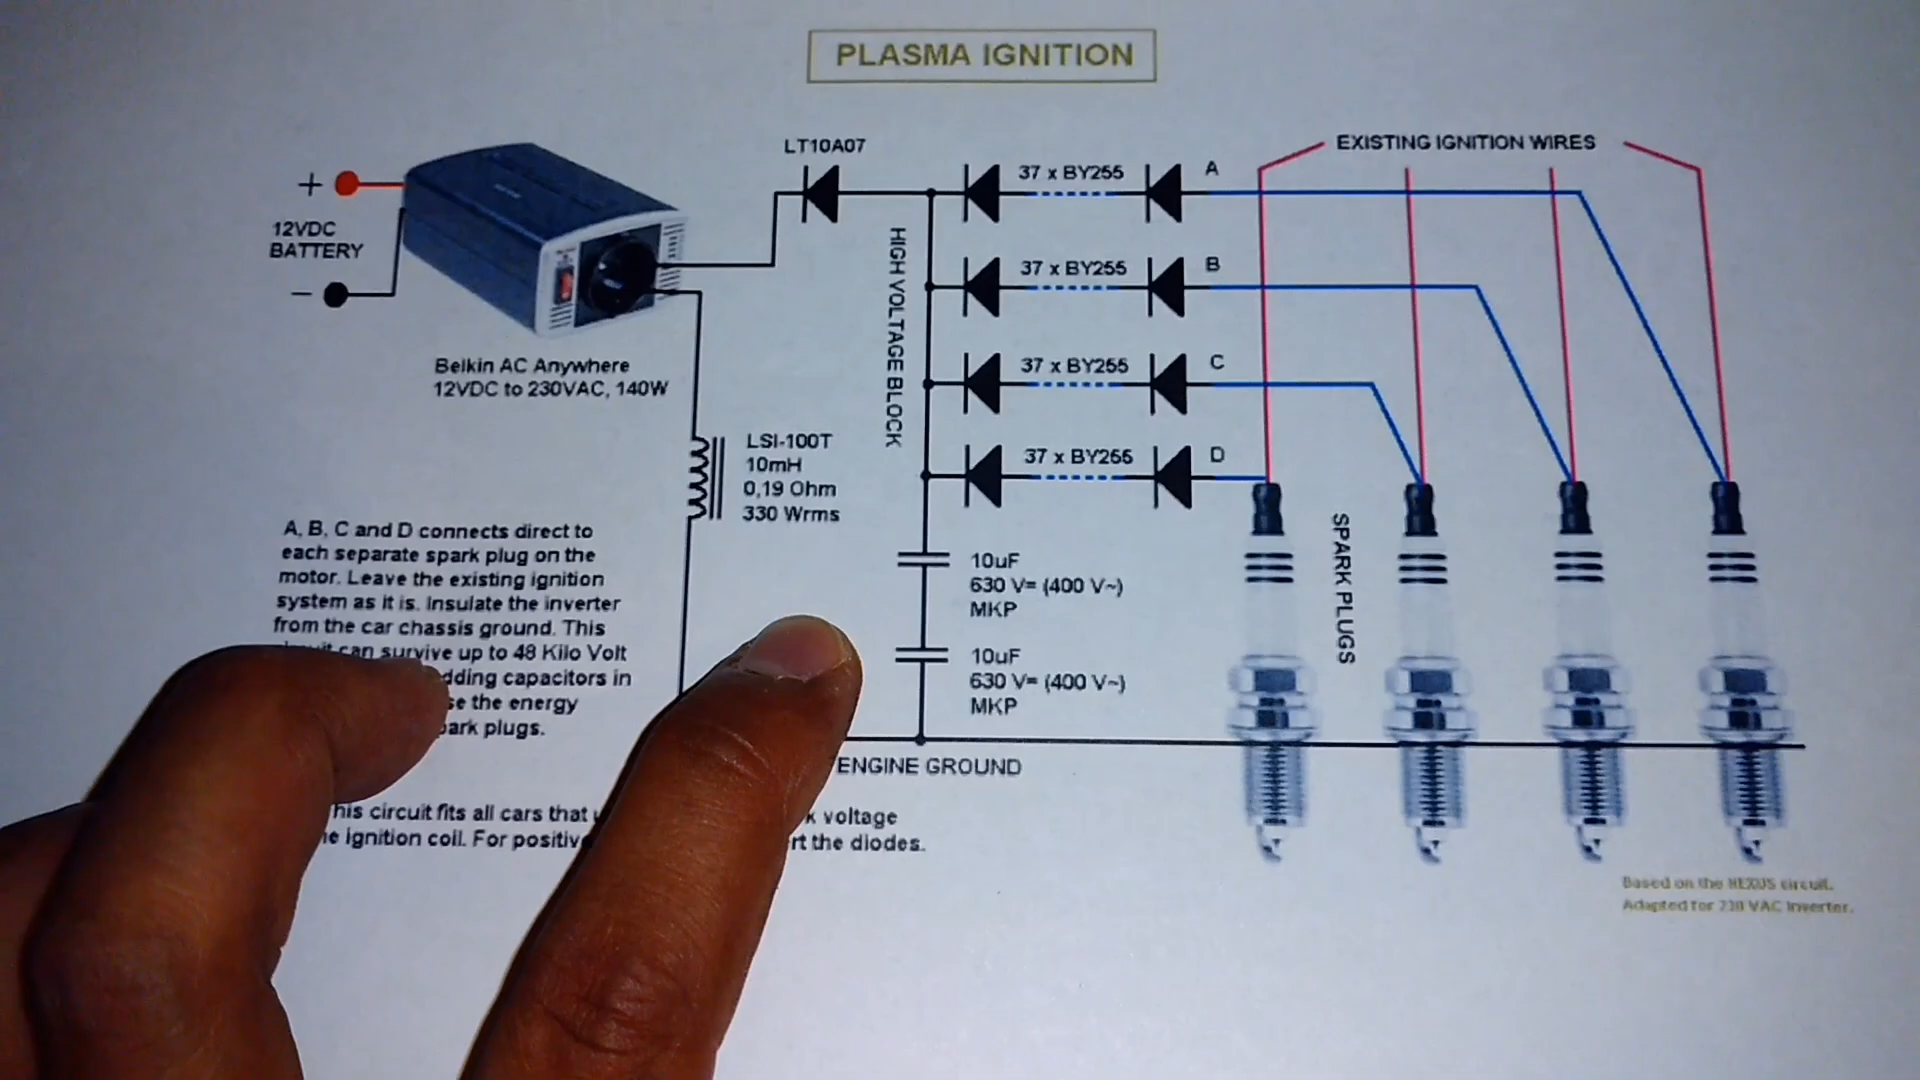 PLASMA IGNITION
LT10A07
EXISTING IGNITION WIRES
37 x BY255
A
+
12VDC
BATTERY
−
HIGH VOLTAGE BLOCK
37 x BY255
B
Belkin AC Anywhere
12VDC to 230VAC, 140W
37 x BY255
C
LSI-100T
10mH
0,19 Ohm
330 Wrms
37 x BY255
D
SPARK PLUGS
A, B, C and D connects direct to
each separate spark plug on the
motor. Leave the existing ignition
system as it is. Insulate the inverter
from the car chassis ground. This
can survive up to 48 Kilo Volt
dding capacitors in
se the energy
park plugs.
10uF
630 V= (400 V~)
MKP
10uF
630 V= (400 V~)
MKP
ENGINE GROUND
his circuit fits all cars that voltage
ignition coil. For positiv rt the diodes.
Based on the NEXUS circuit.
Adapted for 230 VAC Inverter.